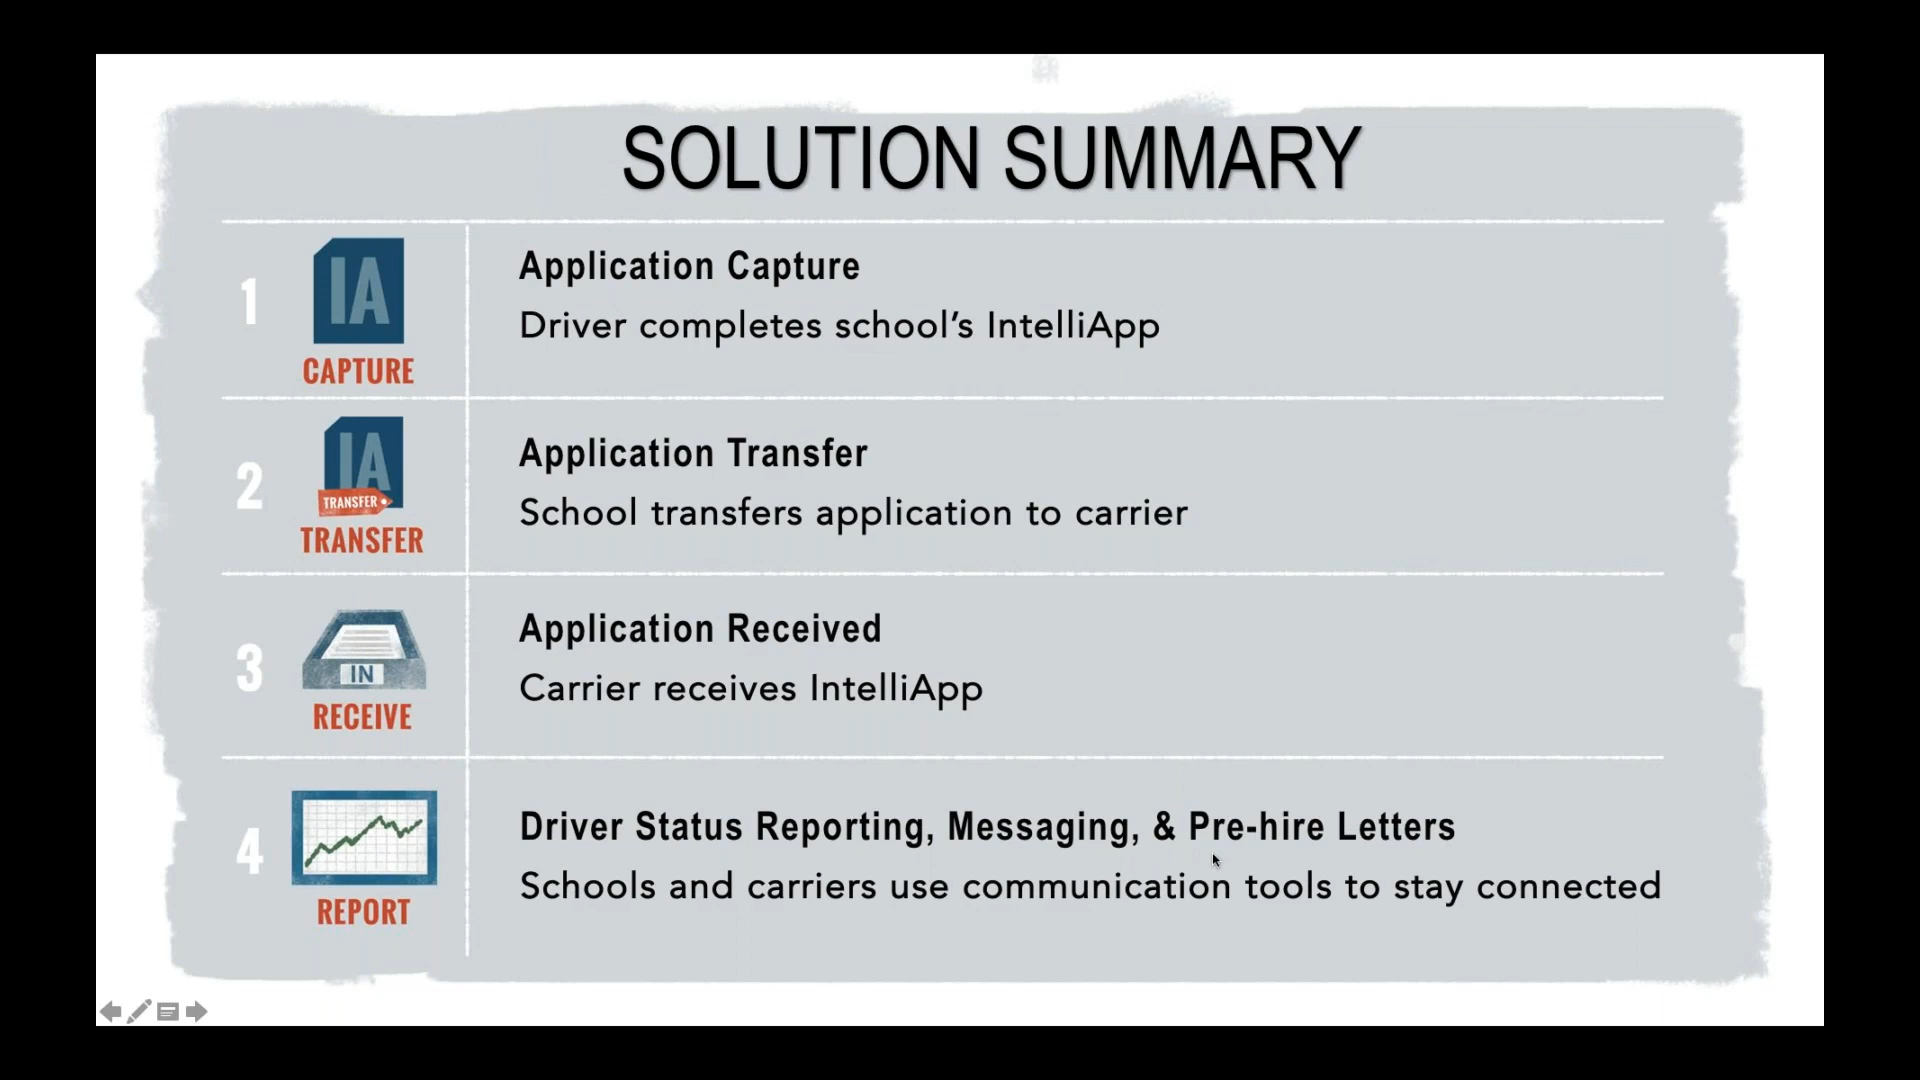 SOLUTION SUMMARY
1
IA
CAPTURE
Application Capture
Driver completes school’s IntelliApp
2
IA
TRANSFER
TRANSFER
Application Transfer
School transfers application to carrier
3
IN
RECEIVE
Application Received
Carrier receives IntelliApp
4
REPORT
Driver Status Reporting, Messaging, & Pre-hire Letters
Schools and carriers use communication tools to stay connected